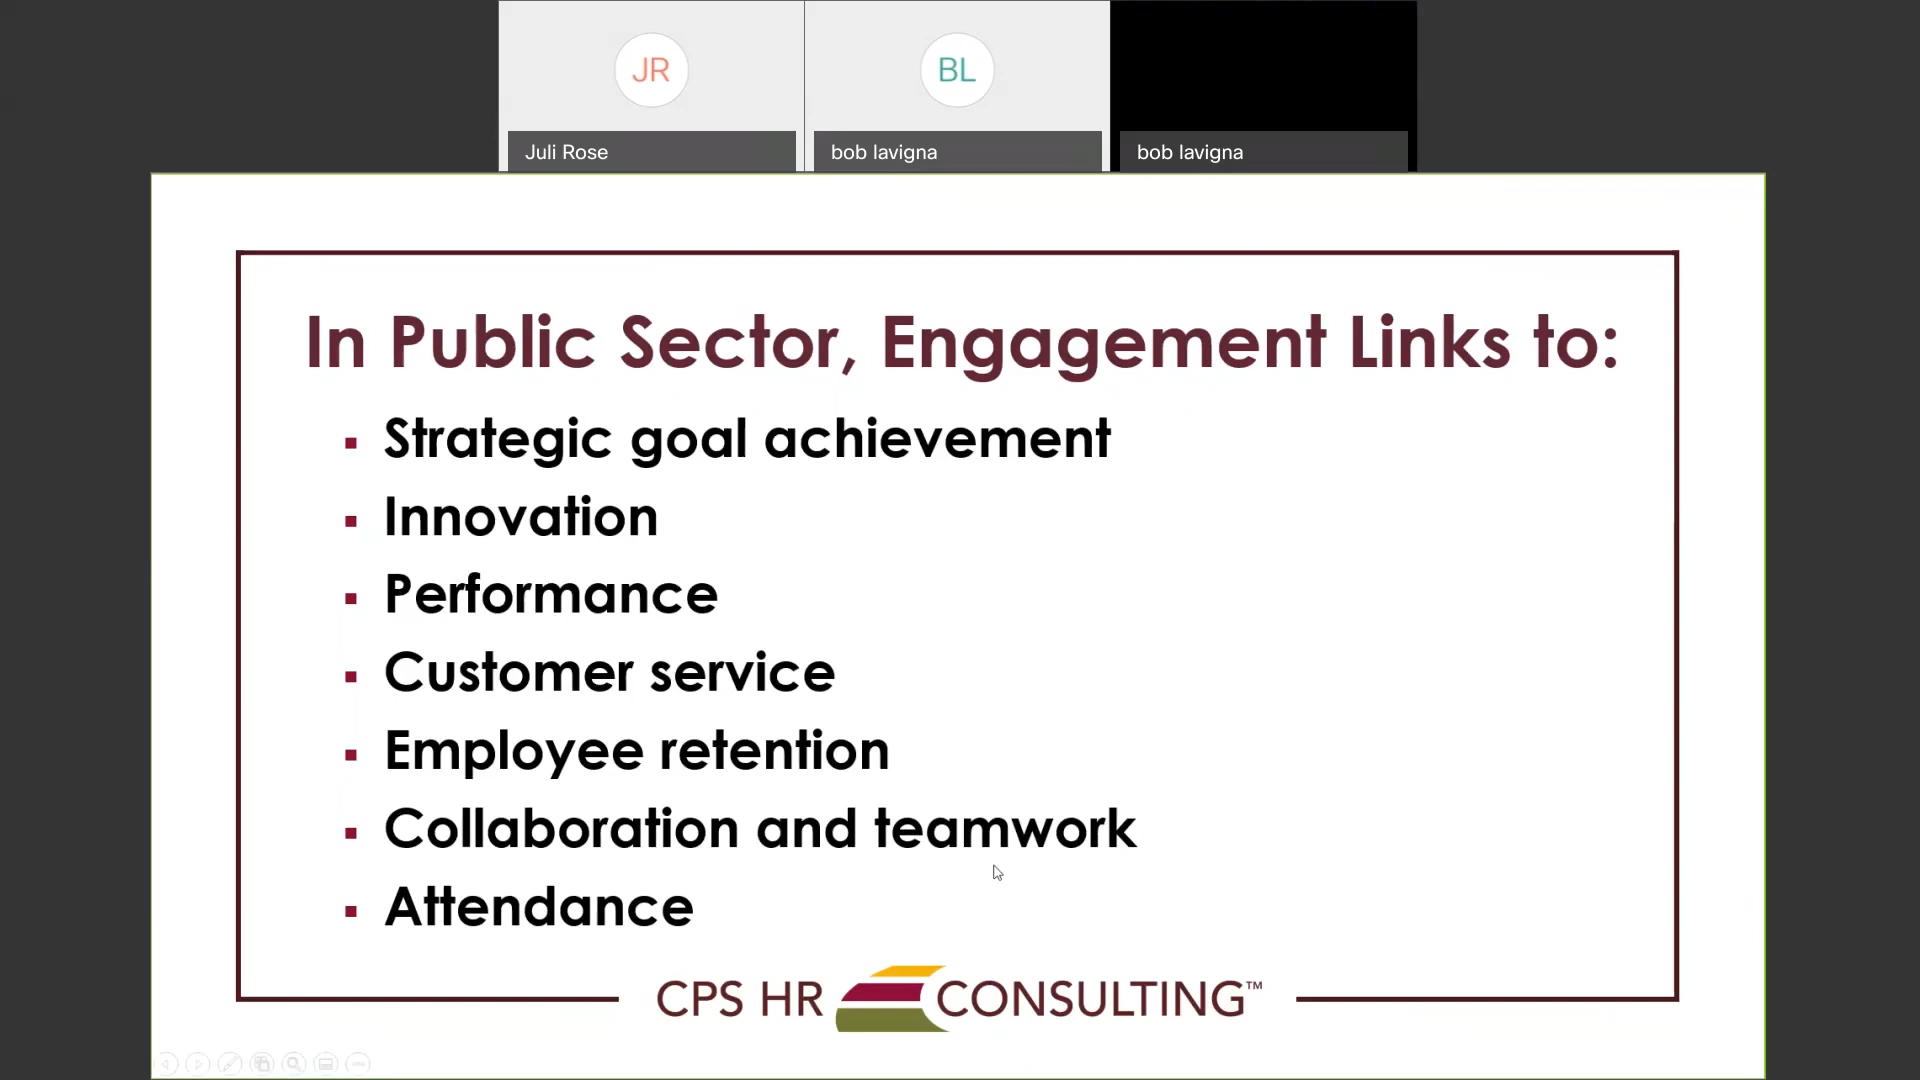 JR
BL
Juli Rose
bob lavigna
bob lavigna
In Public Sector, Engagement Links to:
▪ Strategic goal achievement
▪ Innovation
▪ Performance
▪ Customer service
▪ Employee retention
▪ Collaboration and teamwork
▪ Attendance
CPS HR CONSULTING™